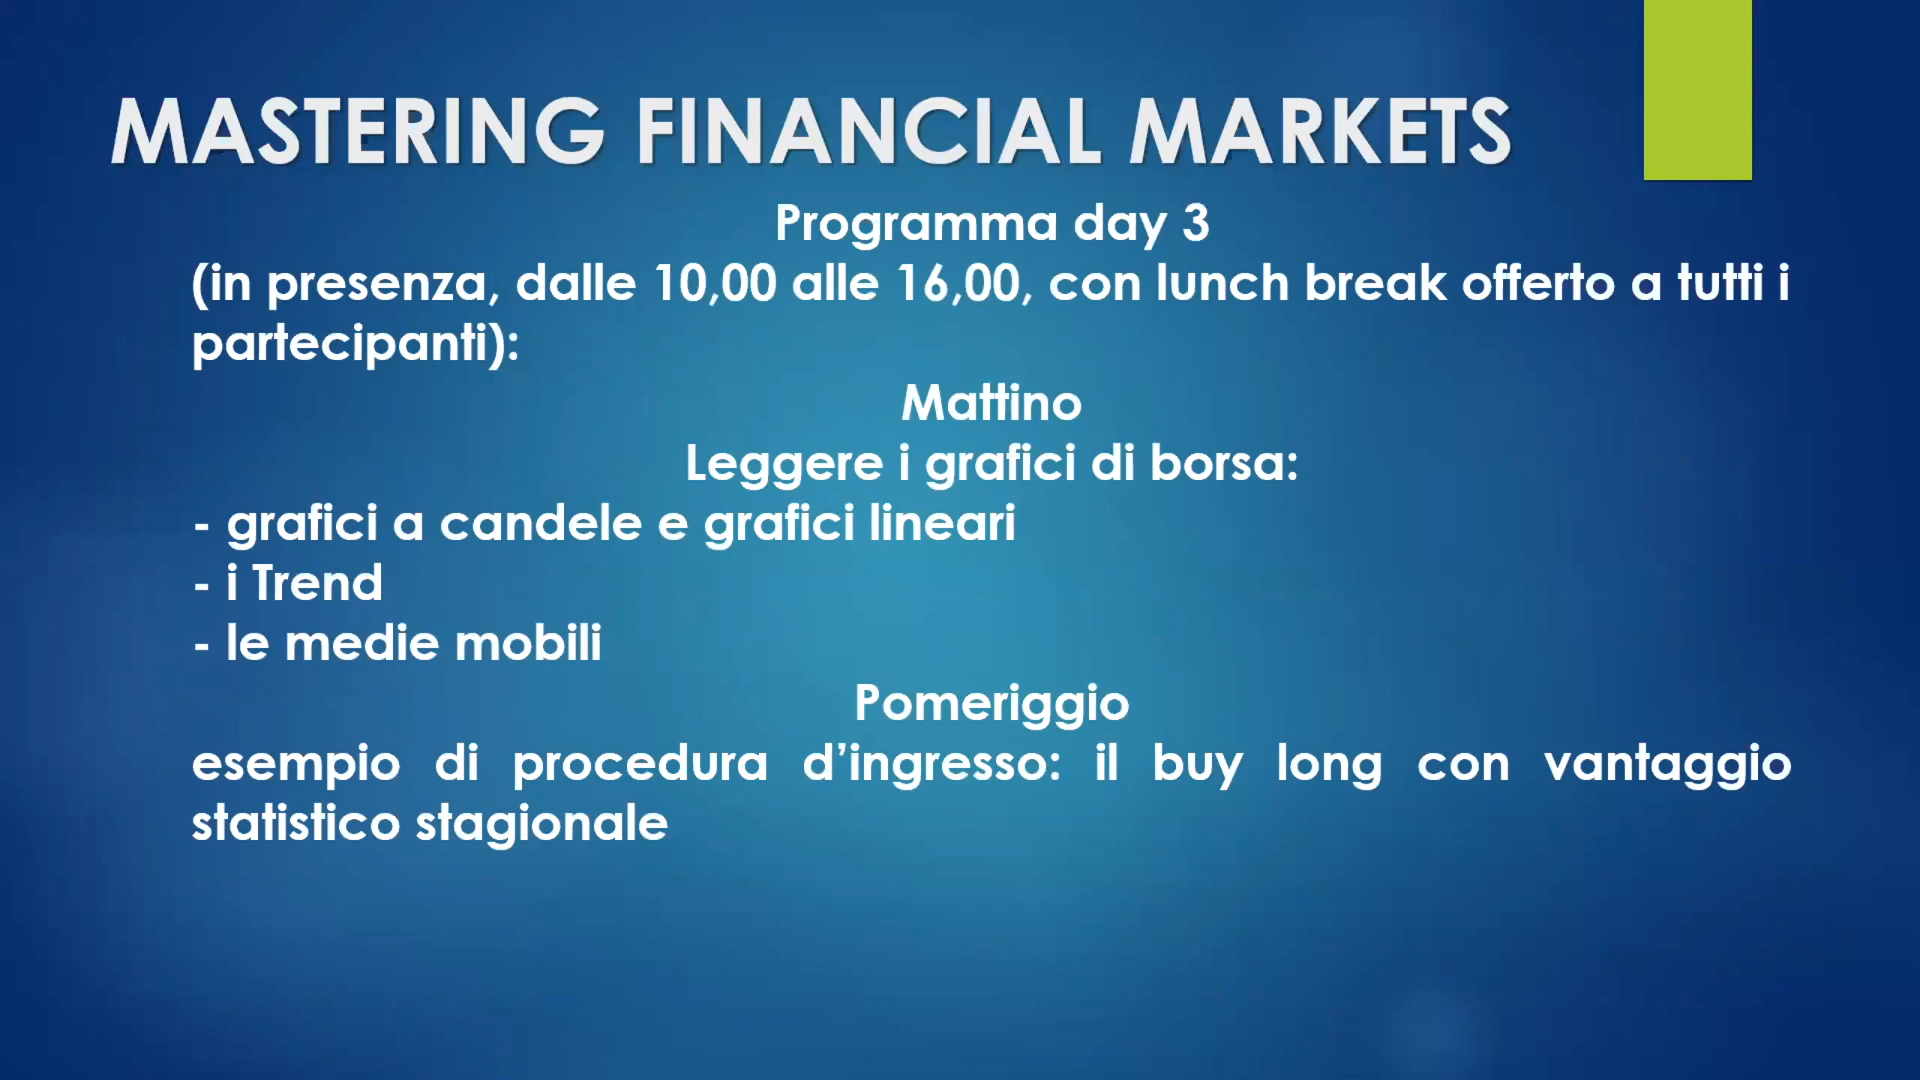 MASTERING FINANCIAL MARKETS
Programma day 3
(in presenza, dalle 10,00 alle 16,00, con lunch break offerto a tutti i
partecipanti):
Mattino
Leggere i grafici di borsa:
- grafici a candele e grafici lineari
- i Trend
- le medie mobili
Pomeriggio
esempio di procedura d’ingresso: il buy long con vantaggio
statistico stagionale